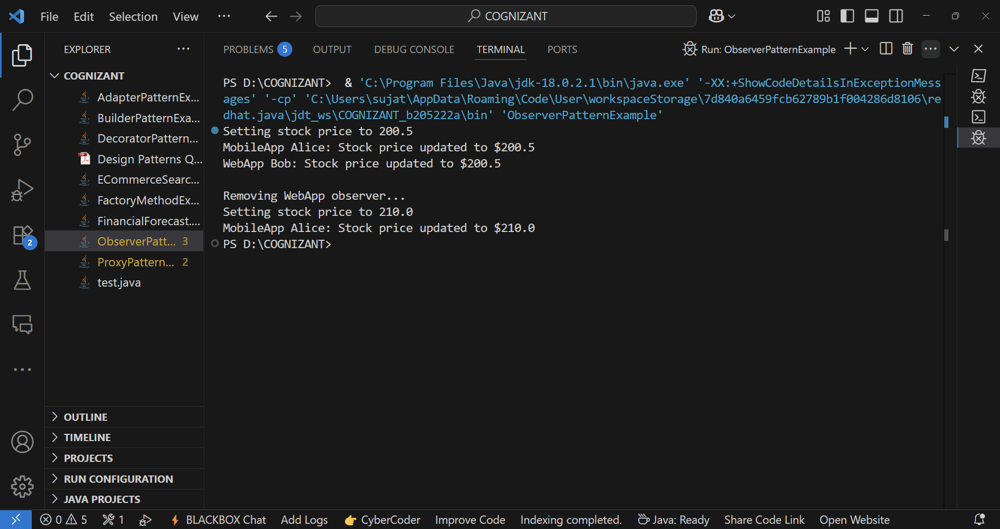 File Edit Selection View ··· COGNIZANT
EXPLORER ···
COGNIZANT
AdapterPatternEx...
BuilderPatternExa...
DecoratorPattern...
Design Patterns Q...
ECommerceSearc...
FactoryMethodEx...
FinancialForecast....
ObserverPatt... 3
ProxyPattern... 2
test.java
OUTLINE
TIMELINE
PROJECTS
RUN CONFIGURATION
JAVA PROJECTS
2
PROBLEMS 5 OUTPUT DEBUG CONSOLE TERMINAL PORTS Run: ObserverPatternExample
PS D:\COGNIZANT>  & 'C:\Program Files\Java\jdk-18.0.2.1\bin\java.exe' '-XX:+ShowCodeDetailsInExceptionMess
ages' '-cp' 'C:\Users\sujat\AppData\Roaming\Code\User\workspaceStorage\7d840a6459fcb62789b1f004286d8106\re
dhat.java\jdt_ws\COGNIZANT_b205222a\bin' 'ObserverPatternExample'
Setting stock price to 200.5
MobileApp Alice: Stock price updated to $200.5
WebApp Bob: Stock price updated to $200.5
Removing WebApp observer...
Setting stock price to 210.0
MobileApp Alice: Stock price updated to $210.0
PS D:\COGNIZANT>
0 5 1 BLACKBOX Chat Add Logs 👉 CyberCoder Improve Code Indexing completed. Java: Ready Share Code Link Open Website